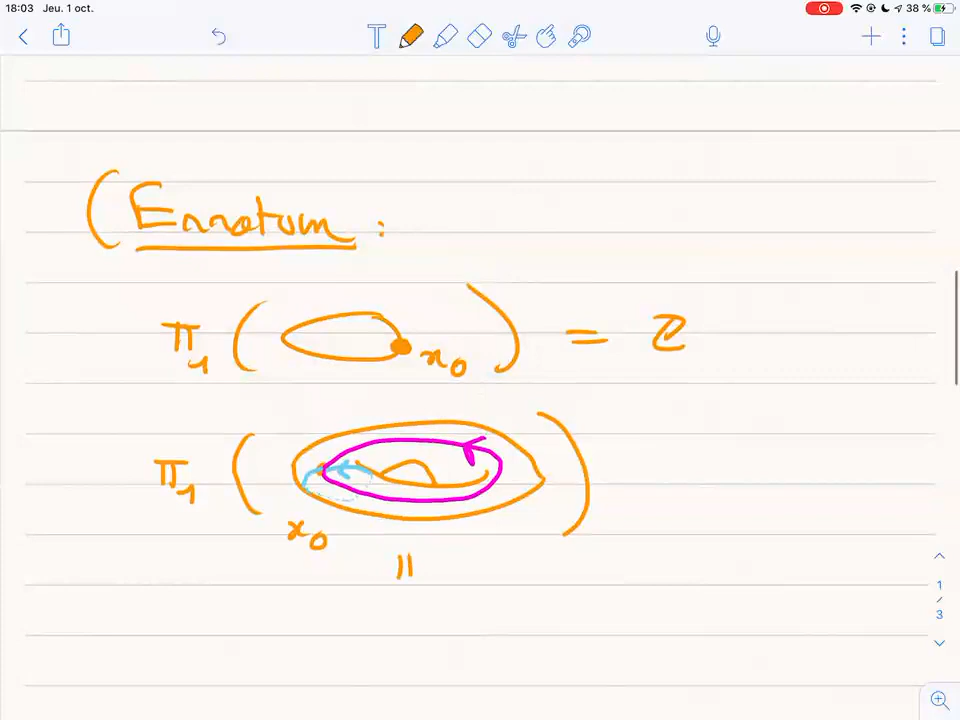 18:03 Jeu. 1 oct. 38 %
T
(Erratum :
π₁ ( x₀ ) = Z
π₁ ( )
x₀
||
1
/
3